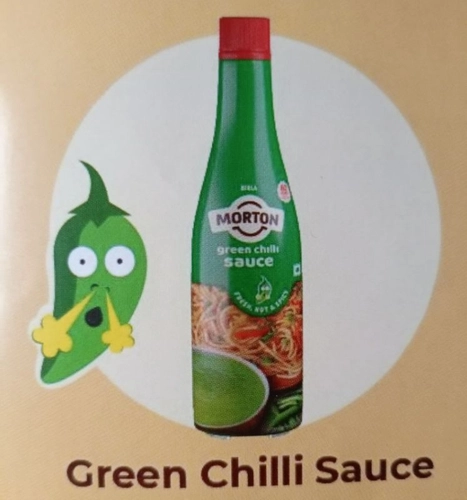 BIRLA
MORTON
green chilli
sauce
FRESH, HOT & SPICY
Green Chilli Sauce